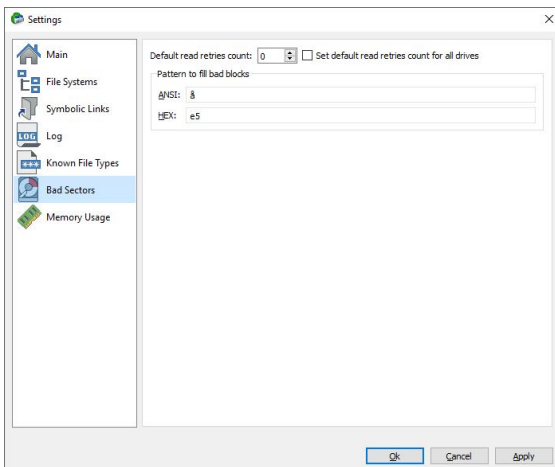 Settings
Main
File Systems
Symbolic Links
LOG Log
*** Known File Types
Bad Sectors
Memory Usage
Default read retries count: 0 Set default read retries count for all drives
Pattern to fill bad blocks
ANSI: å
HEX: e5
Ok Cancel Apply